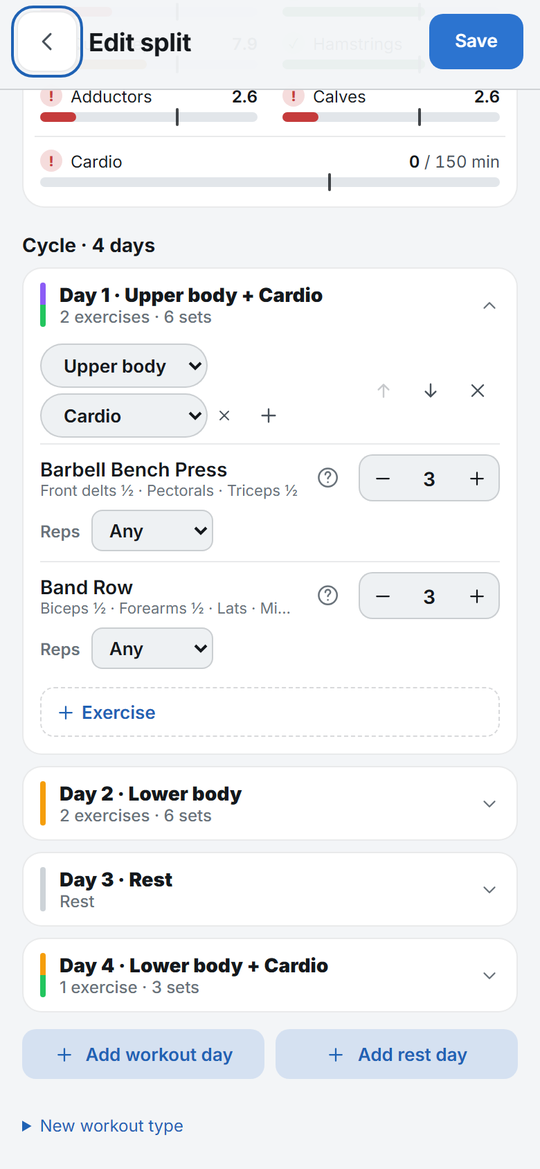 Edit split
Save
7.9
Hamstrings
! Adductors 2.6
! Calves 2.6
! Cardio 0 / 150 min
Cycle · 4 days
Day 1 · Upper body + Cardio
2 exercises · 6 sets
Upper body
Cardio
Barbell Bench Press
Front delts ½ · Pectorals · Triceps ½
3
Reps Any
Band Row
Biceps ½ · Forearms ½ · Lats · Mi...
3
Reps Any
+ Exercise
Day 2 · Lower body
2 exercises · 6 sets
Day 3 · Rest
Rest
Day 4 · Lower body + Cardio
1 exercise · 3 sets
+ Add workout day
+ Add rest day
New workout type